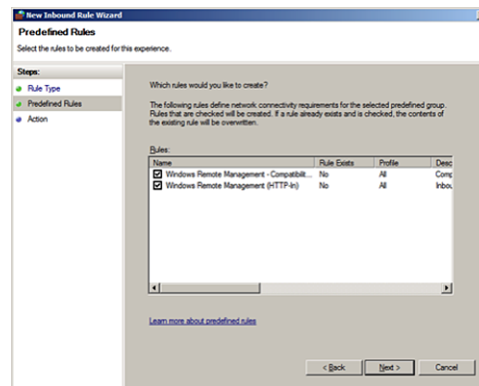 New Inbound Rule Wizard
Predefined Rules
Select the rules to be created for this experience.
Steps:
Rule Type
Predefined Rules
Action
Which rules would you like to create?
The following rules define network connectivity requirements for the selected predefined group.
Rules that are checked will be created. If a rule already exists and is checked, the contents of
the existing rule will be overwritten.
Rules:
Name Rule Exists Profile Desc
Windows Remote Management - Compatibilit... No All Comp
Windows Remote Management (HTTP-In) No All Inbou
Learn more about predefined rules
< Back Next > Cancel